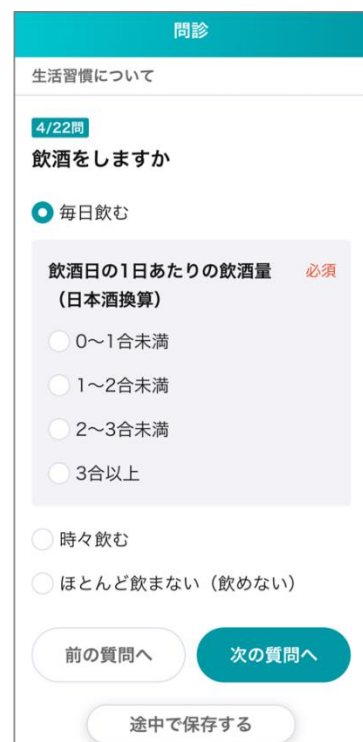 問診
生活習慣について
4/22問
飲酒をしますか
毎日飲む
飲酒日の1日あたりの飲酒量 必須
（日本酒換算）
0〜1合未満
1〜2合未満
2〜3合未満
3合以上
時々飲む
ほとんど飲まない（飲めない）
前の質問へ 次の質問へ
途中で保存する